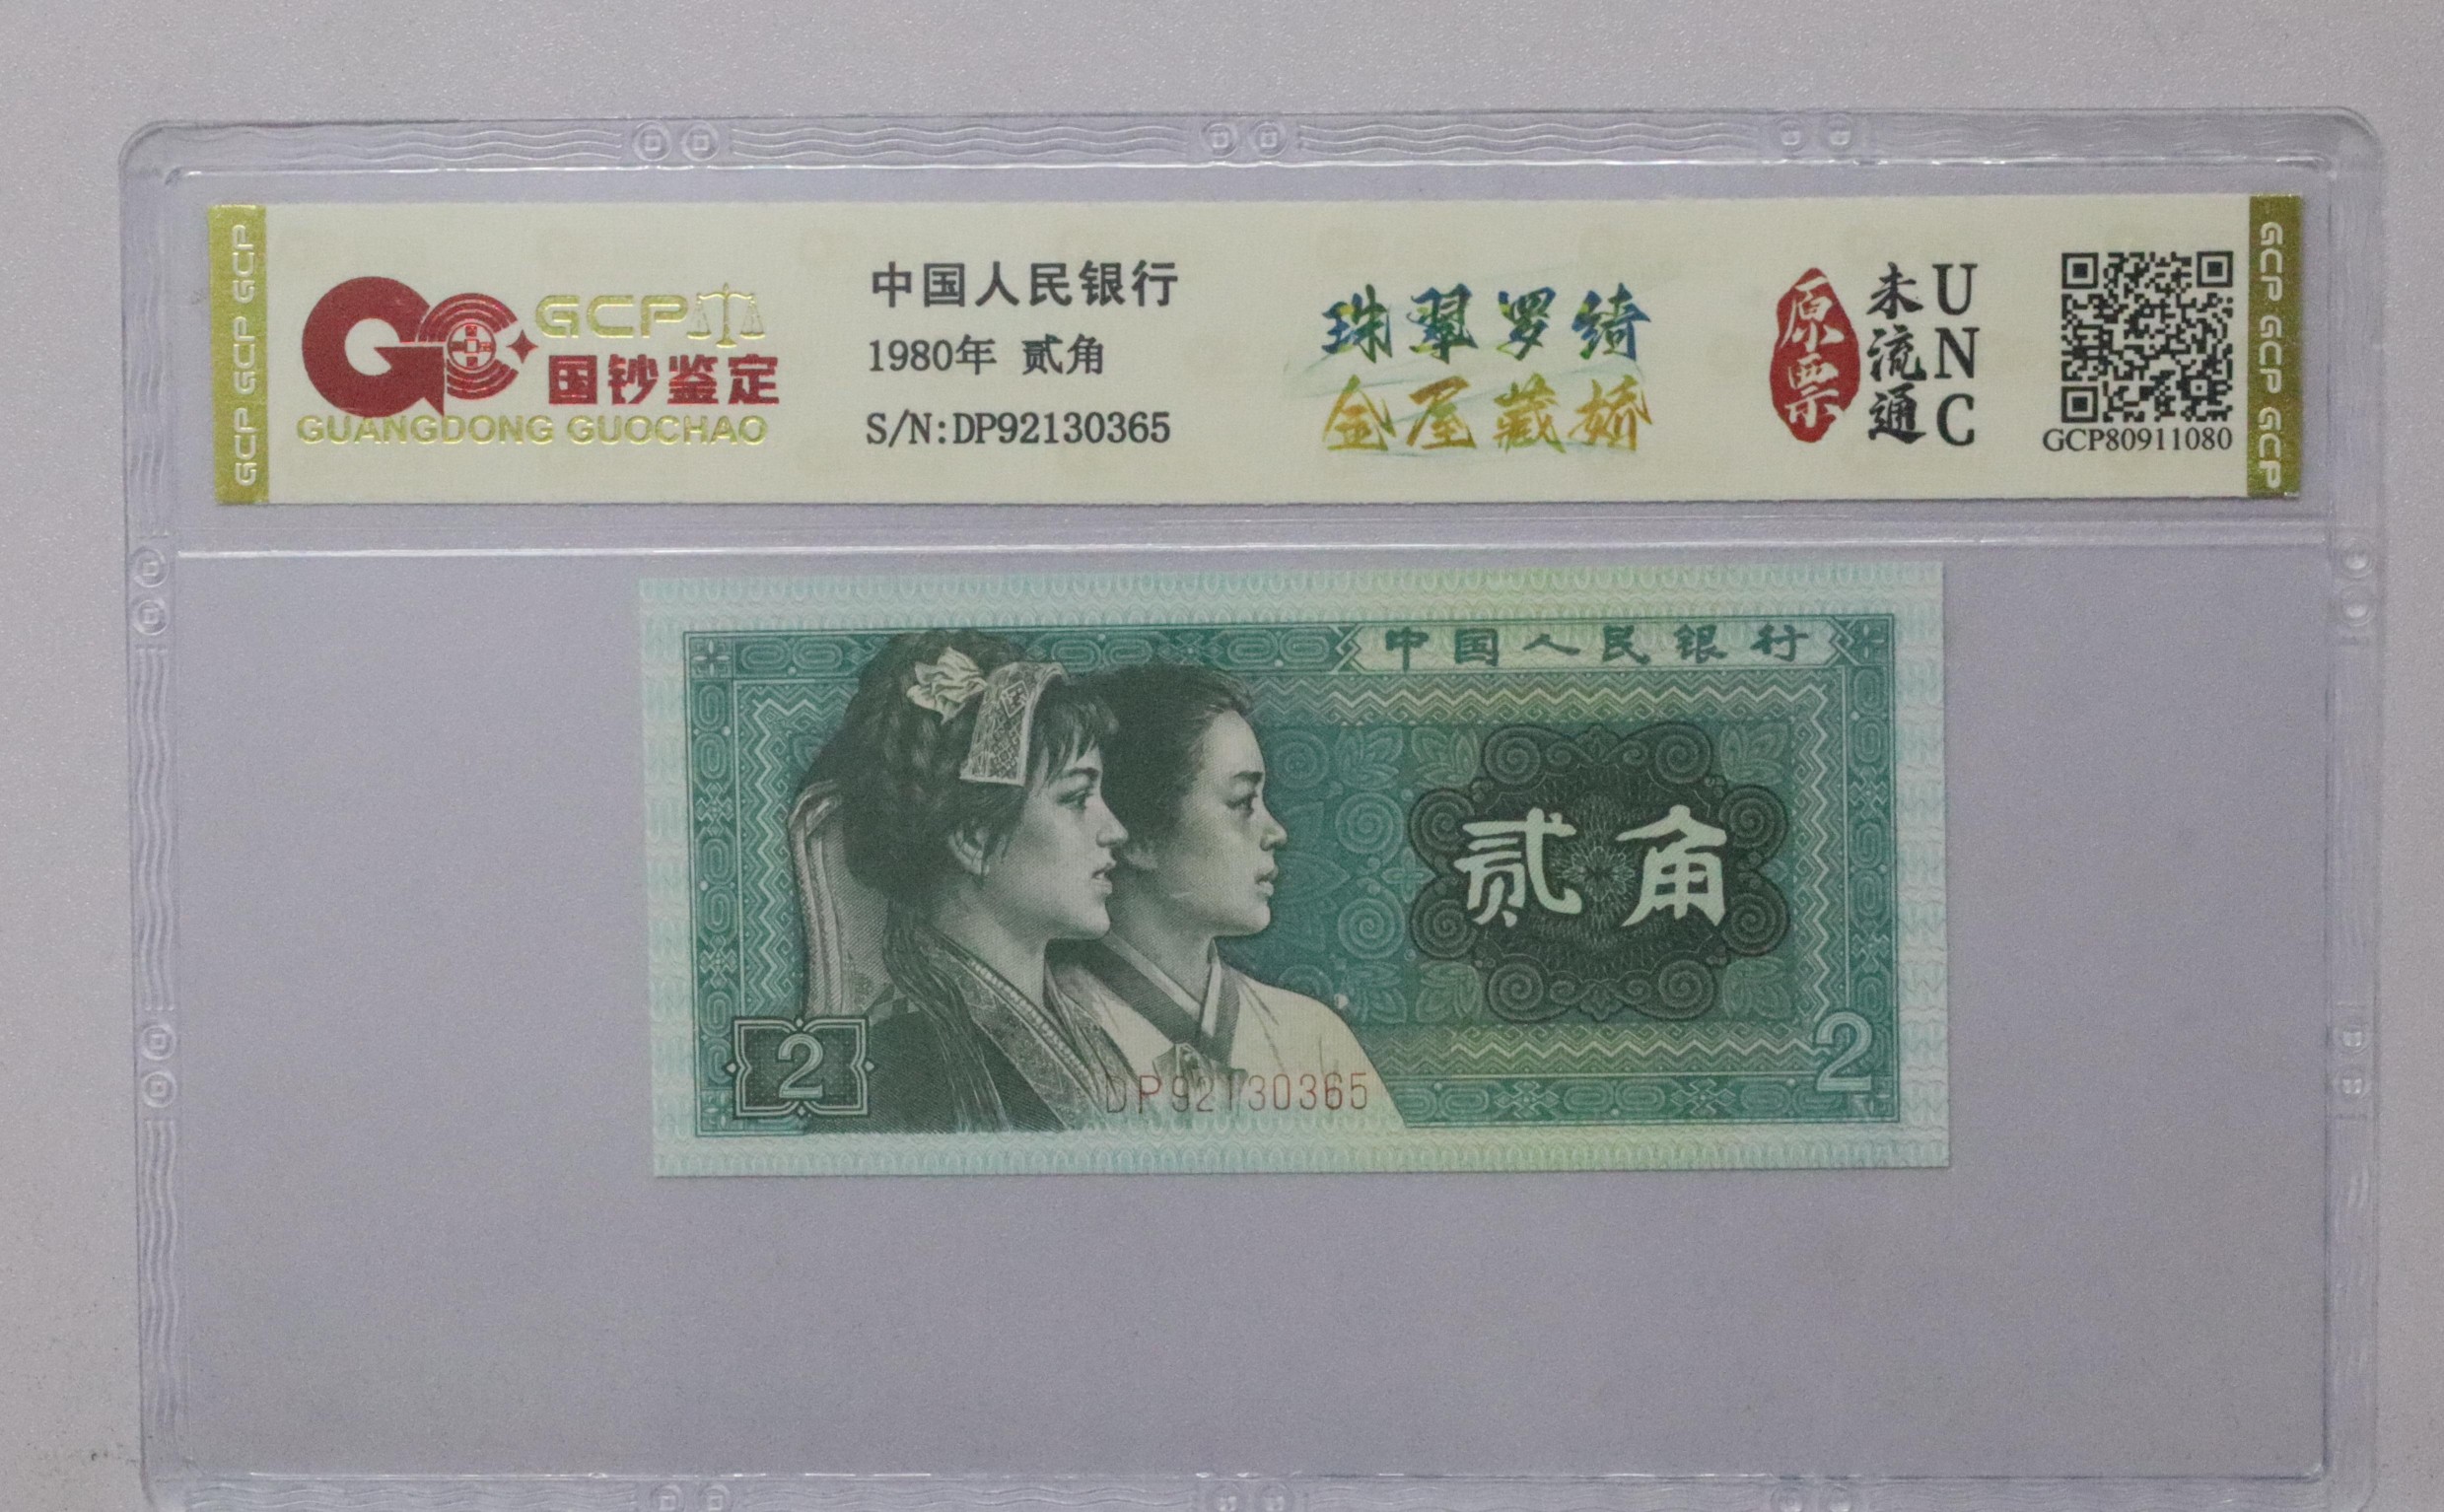 GCP GCP GCP
GCP
国钞鉴定
GUANGDONG GUOCHAO
中国人民银行
1980年 贰角
S/N:DP92130365
珠翠罗绮
金屋藏娇
原票
未流通
UNC
GCP80911080
GCP GCP GCP
中国人民银行
贰角
2
2
DP92130365